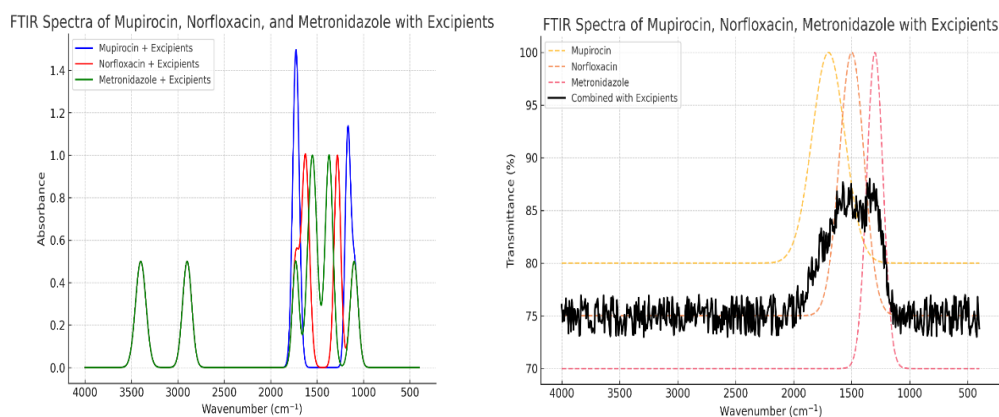 FTIR Spectra of Mupirocin, Norfloxacin, and Metronidazole with Excipients
Mupirocin + Excipients
Norfloxacin + Excipients
Metronidazole + Excipients
1.4
1.2
1.0
0.8
0.6
0.4
0.2
0.0
Absorbance
4000 3500 3000 2500 2000 1500 1000 500
Wavenumber (cm⁻¹)
FTIR Spectra of Mupirocin, Norfloxacin, Metronidazole with Excipients
Mupirocin
Norfloxacin
Metronidazole
Combined with Excipients
100
95
90
85
80
75
70
Transmittance (%)
4000 3500 3000 2500 2000 1500 1000 500
Wavenumber (cm⁻¹)